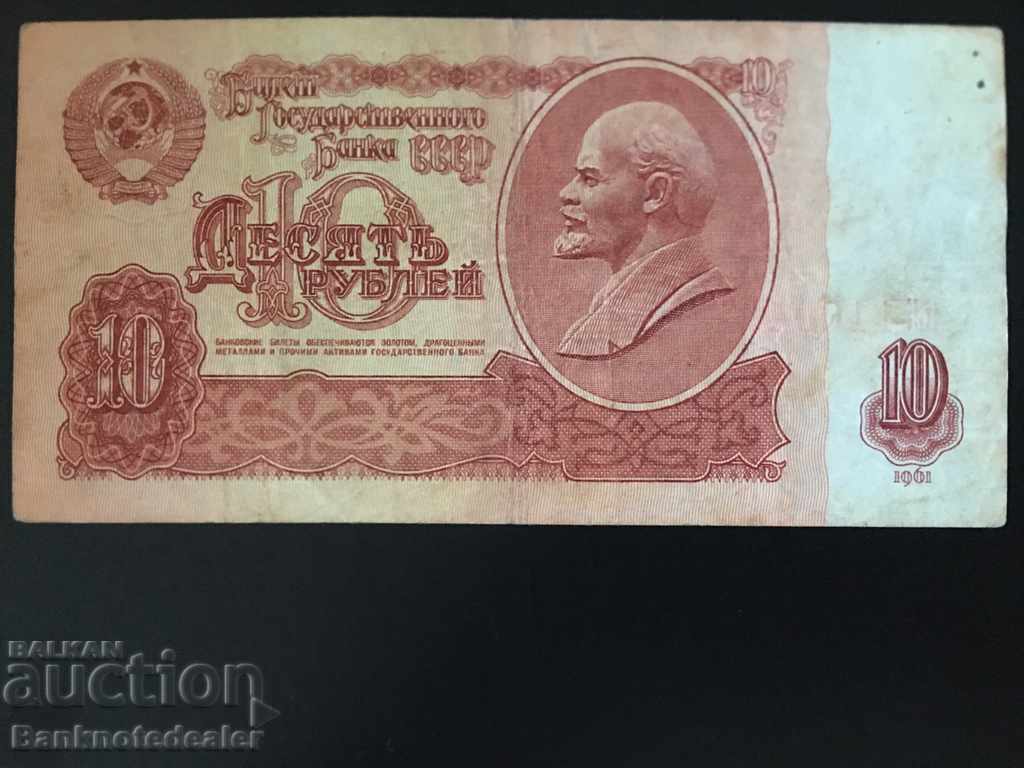 Билет
Государственного
Банка СССР
10
10
Десять
рублей
БАНКОВСКИЕ БИЛЕТЫ ОБЕСПЕЧИВАЮТСЯ ЗОЛОТОМ, ДРАГОЦЕННЫМИ
МЕТАЛЛАМИ И ПРОЧИМИ АКТИВАМИ ГОСУДАРСТВЕННОГО БАНКА
10
10
1961
BALKAN
auction
Banknotedealer